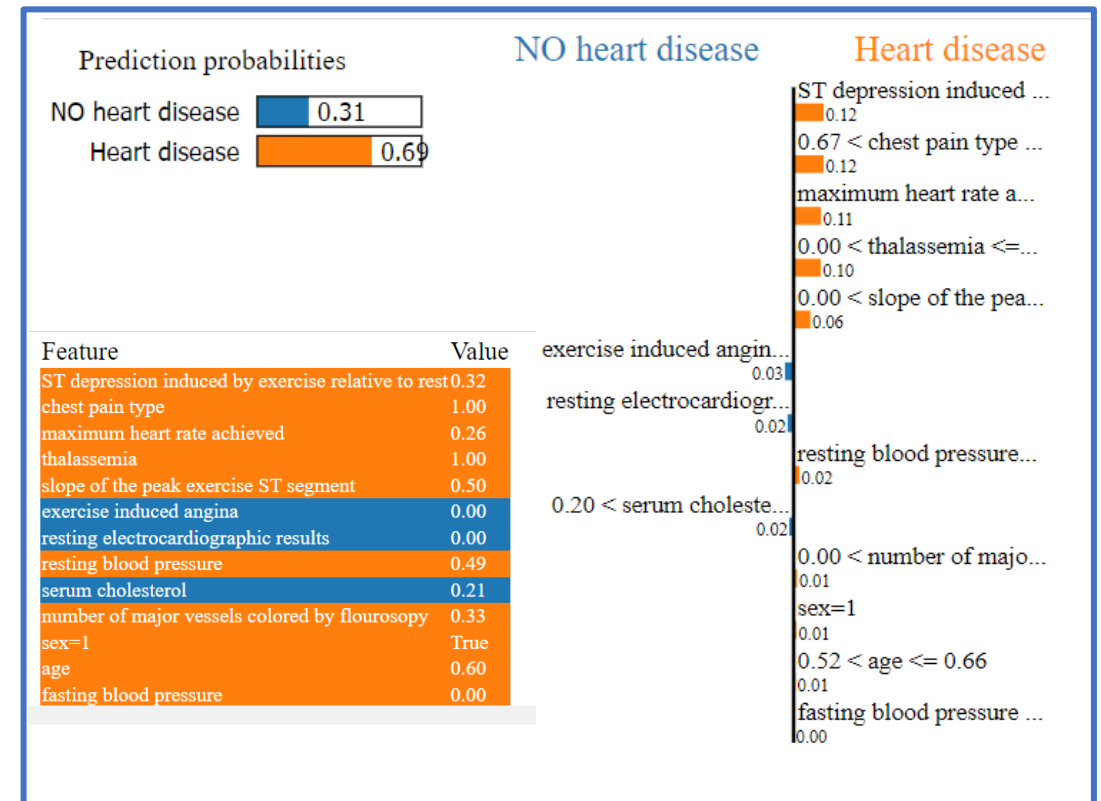 Prediction probabilities
NO heart disease 0.31
Heart disease 0.69
NO heart disease Heart disease
ST depression induced ...
0.12
0.67 < chest pain type ...
0.12
maximum heart rate a...
0.11
0.00 < thalassemia <=...
0.10
0.00 < slope of the pea...
0.06
exercise induced angin...
0.03
resting electrocardiogr...
0.02
resting blood pressure...
0.02
0.20 < serum choleste...
0.02
0.00 < number of majo...
0.01
sex=1
0.01
0.52 < age <= 0.66
0.01
fasting blood pressure ...
0.00
Feature Value
ST depression induced by exercise relative to rest 0.32
chest pain type 1.00
maximum heart rate achieved 0.26
thalassemia 1.00
slope of the peak exercise ST segment 0.50
exercise induced angina 0.00
resting electrocardiographic results 0.00
resting blood pressure 0.49
serum cholesterol 0.21
number of major vessels colored by flourosopy 0.33
sex=1 True
age 0.60
fasting blood pressure 0.00